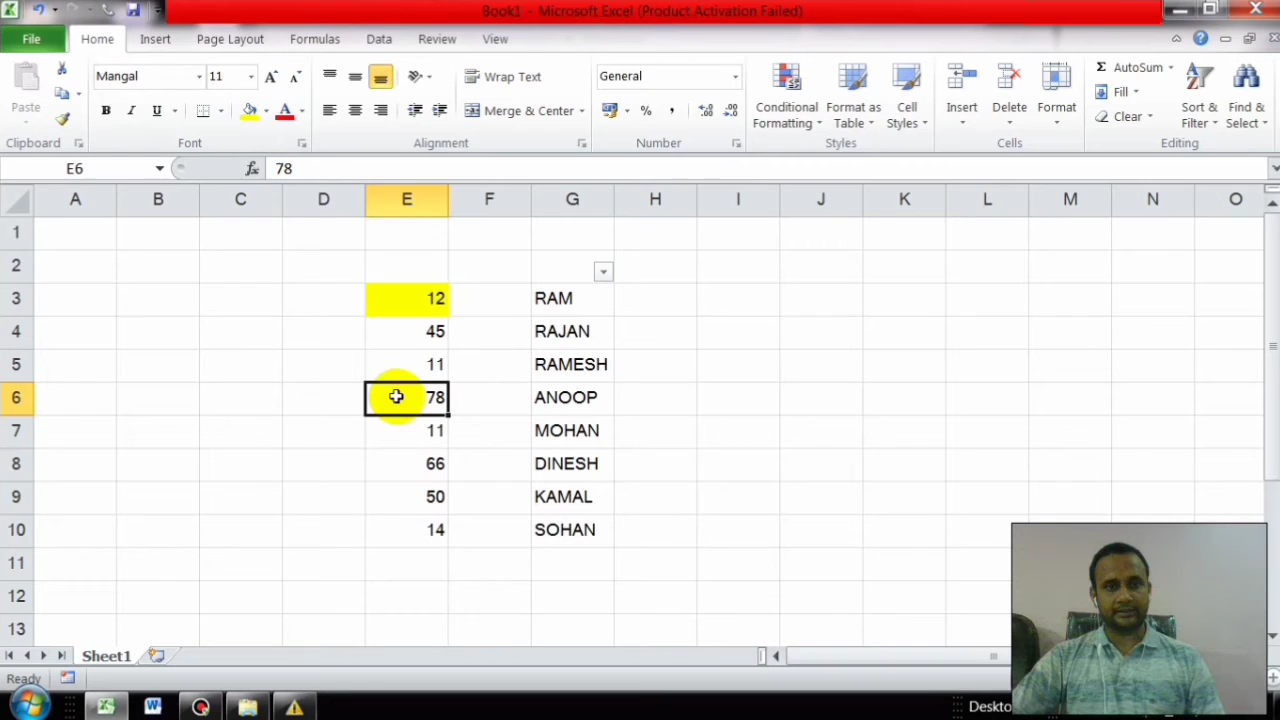 Book1 - Microsoft Excel (Product Activation Failed)
File Home Insert Page Layout Formulas Data Review View
Mangal 11 Wrap Text General AutoSum
Paste Conditional Formatting Format as Table Cell Styles Insert Delete Format Fill Sort & Filter Find & Select
B I U Merge & Center % , Clear
Clipboard Font Alignment Number Styles Cells Editing
E6 fx 78
A B C D E F G H I J K L M N O
1
2
3 12 RAM
4 45 RAJAN
5 11 RAMESH
6 78 ANOOP
7 11 MOHAN
8 66 DINESH
9 50 KAMAL
10 14 SOHAN
11
12
13
Sheet1
Ready